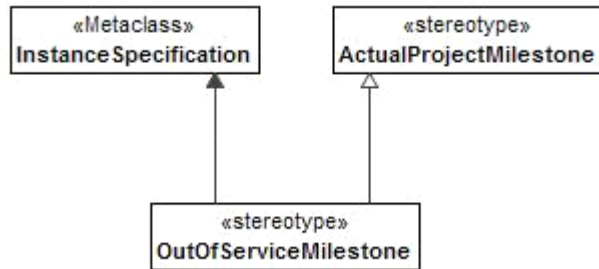 «Metaclass»
InstanceSpecification
«stereotype»
ActualProjectMilestone
«stereotype»
OutOfServiceMilestone